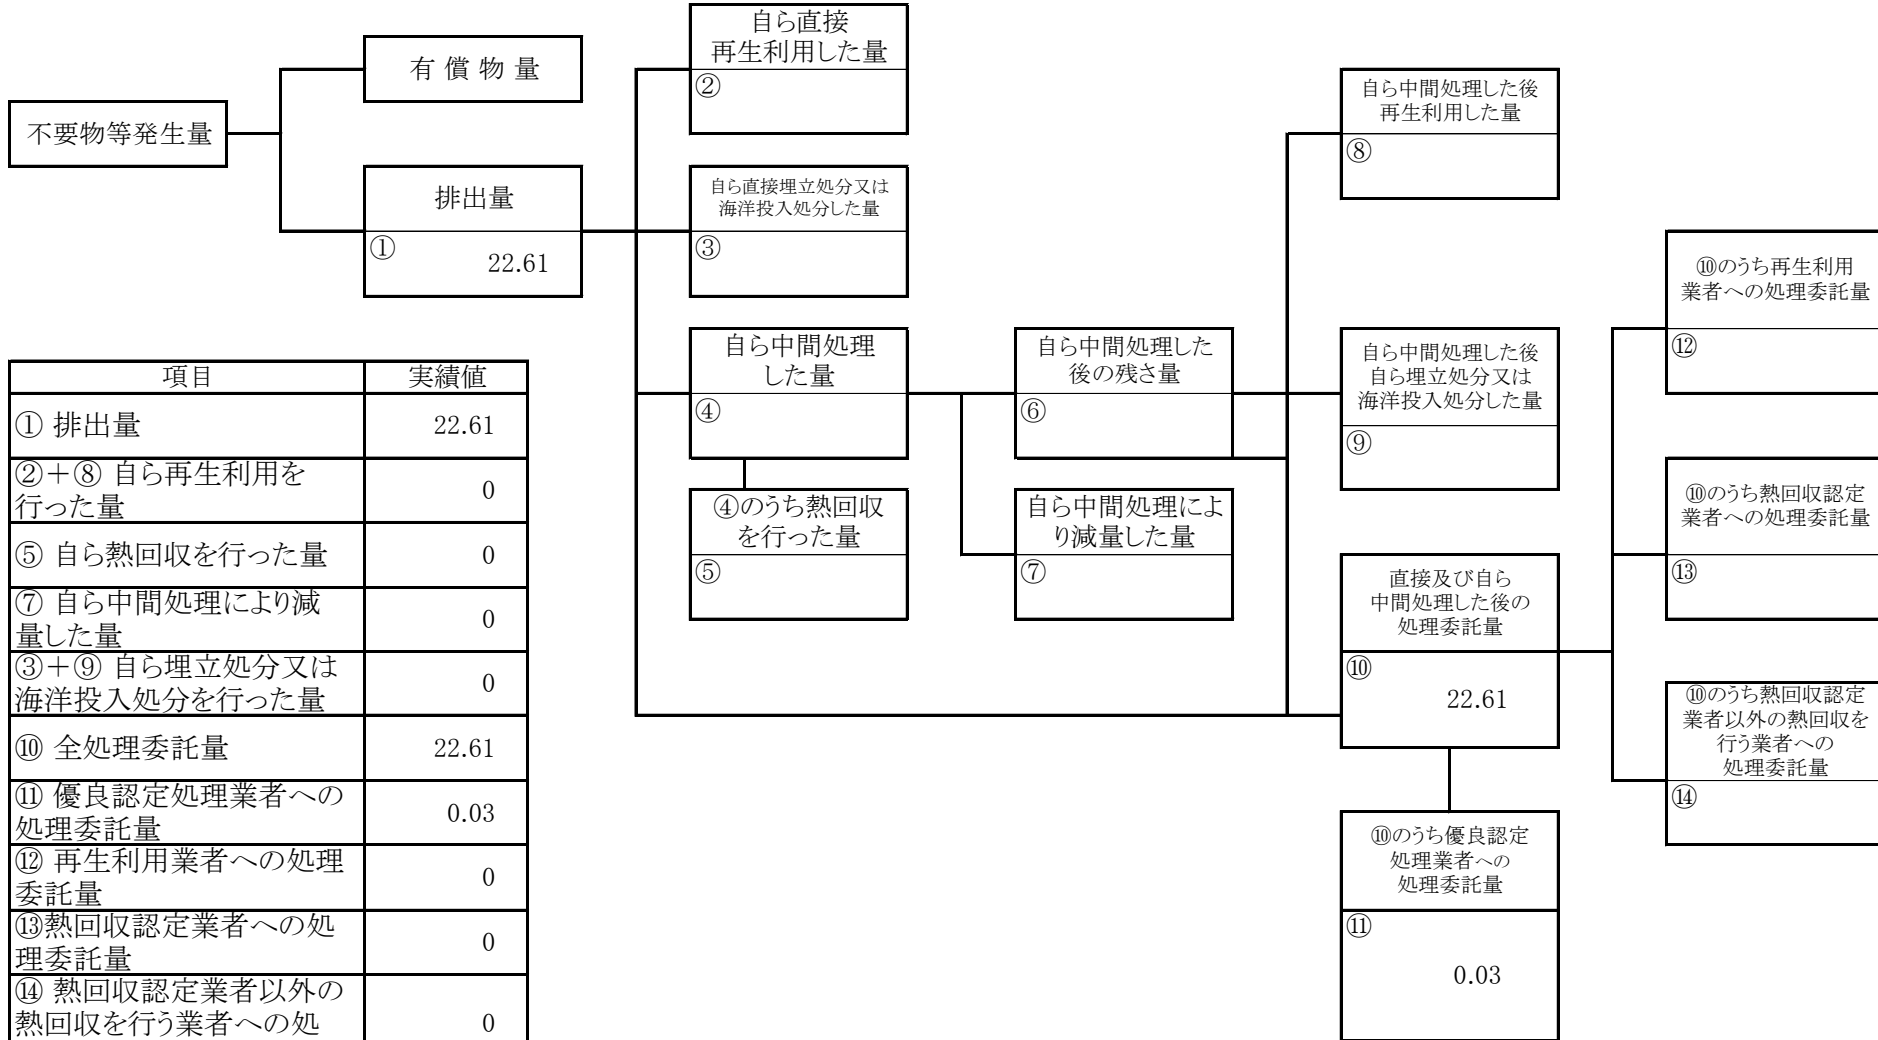 不要物等発生量
有 償 物 量
排出量
①
22.61
自ら直接
再生利用した量
②
自ら直接埋立処分又は
海洋投入処分した量
③
自ら中間処理
した量
④
④のうち熱回収
を行った量
⑤
自ら中間処理した
後の残さ量
⑥
自ら中間処理によ
り減量した量
⑦
自ら中間処理した後
再生利用した量
⑧
自ら中間処理した後
自ら埋立処分又は
海洋投入処分した量
⑨
直接及び自ら
中間処理した後の
処理委託量
⑩
22.61
⑩のうち優良認定
処理業者への
処理委託量
⑪
0.03
⑩のうち再生利用
業者への処理委託量
⑫
⑩のうち熱回収認定
業者への処理委託量
⑬
⑩のうち熱回収認定
業者以外の熱回収を
行う業者への
処理委託量
⑭
項目 実績値
① 排出量 22.61
②＋⑧ 自ら再生利用を
行った量 0
⑤ 自ら熱回収を行った量 0
⑦ 自ら中間処理により減
量した量 0
③＋⑨ 自ら埋立処分又は
海洋投入処分を行った量 0
⑩ 全処理委託量 22.61
⑪ 優良認定処理業者への
処理委託量 0.03
⑫ 再生利用業者への処理
委託量 0
⑬熱回収認定業者への処
理委託量 0
⑭ 熱回収認定業者以外の
熱回収を行う業者への処 0